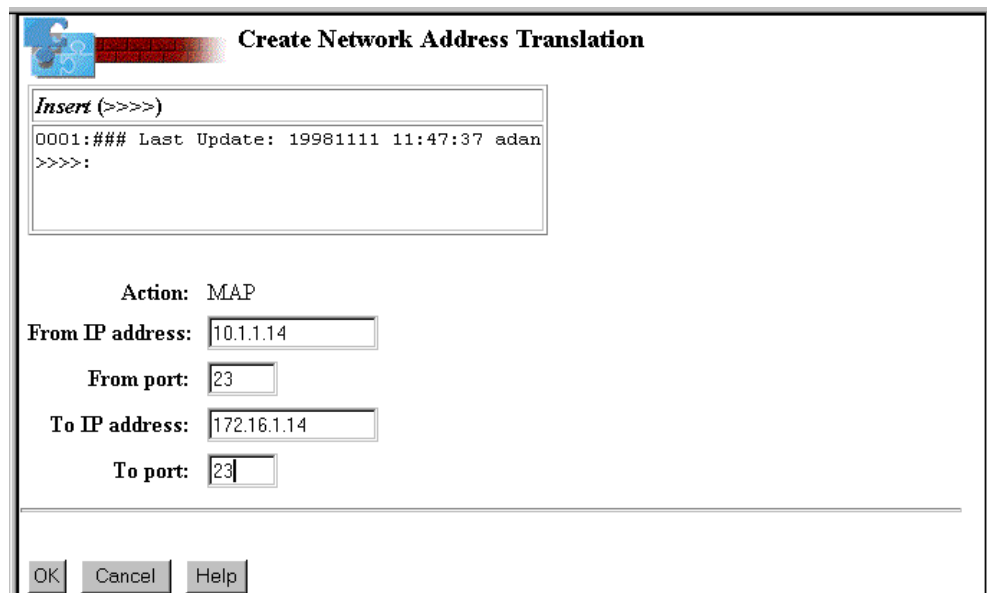 Create Network Address Translation
Insert (>>>>)
0001:### Last Update: 19981111 11:47:37 adan
>>>>:
Action: MAP
From IP address: 10.1.1.14
From port: 23
To IP address: 172.16.1.14
To port: 23
OK Cancel Help